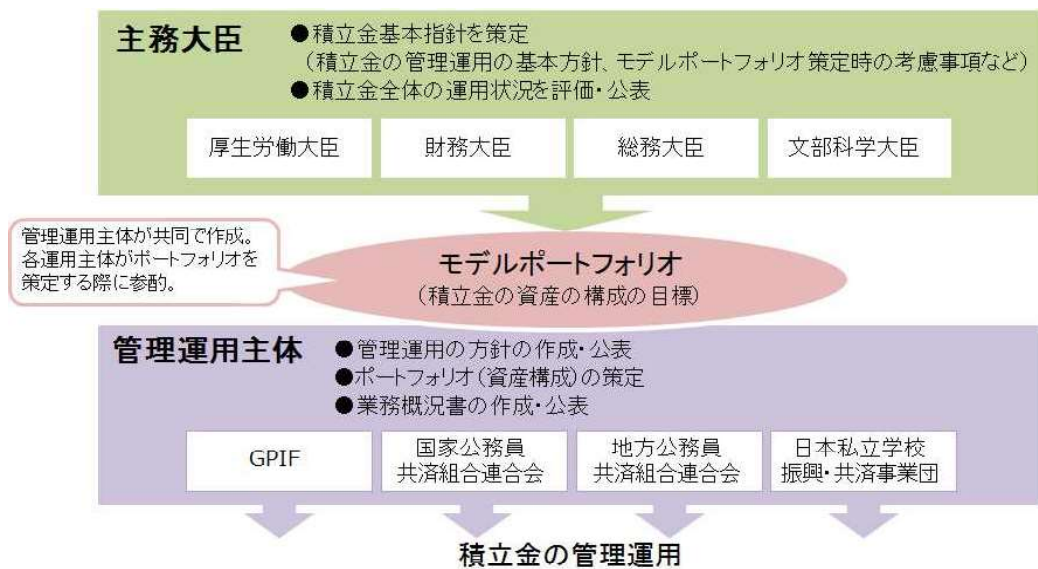 主務大臣
●積立金基本指針を策定
(積立金の管理運用の基本方針、モデルポートフォリオ策定時の考慮事項など)
●積立金全体の運用状況を評価・公表
厚生労働大臣
財務大臣
総務大臣
文部科学大臣
管理運用主体が共同で作成。
各運用主体がポートフォリオを
策定する際に参酌。
モデルポートフォリオ
(積立金の資産の構成の目標)
管理運用主体
●管理運用の方針の作成・公表
●ポートフォリオ(資産構成)の策定
●業務概況書の作成・公表
GPIF
国家公務員
共済組合連合会
地方公務員
共済組合連合会
日本私立学校
振興・共済事業団
積立金の管理運用